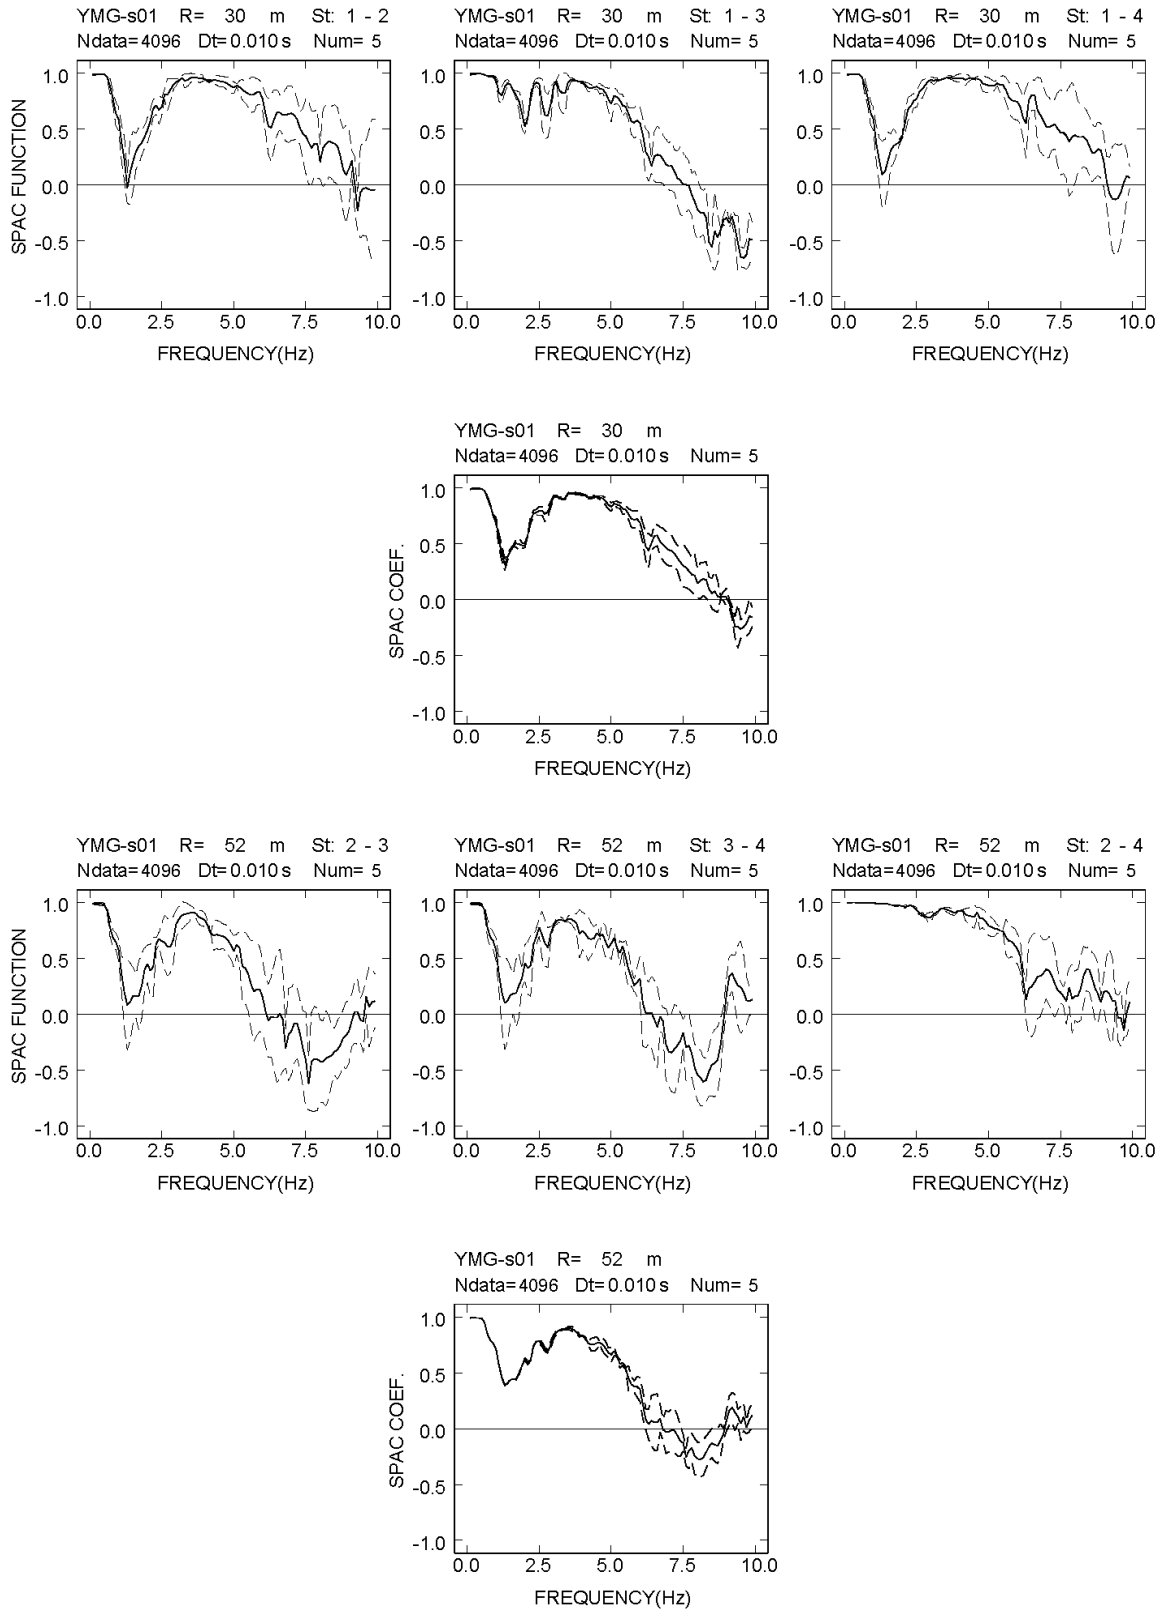 YMG-s01 R= 30 m St: 1 - 2
Ndata=4096 Dt=0.010 s Num= 5
1.0
0.5
0.0
-0.5
-1.0
SPAC FUNCTION
0.0 2.5 5.0 7.5 10.0
FREQUENCY(Hz)
YMG-s01 R= 30 m St: 1 - 3
Ndata=4096 Dt=0.010 s Num= 5
1.0
0.5
0.0
-0.5
-1.0
0.0 2.5 5.0 7.5 10.0
FREQUENCY(Hz)
YMG-s01 R= 30 m St: 1 - 4
Ndata=4096 Dt=0.010 s Num= 5
1.0
0.5
0.0
-0.5
-1.0
0.0 2.5 5.0 7.5 10.0
FREQUENCY(Hz)
YMG-s01 R= 30 m
Ndata=4096 Dt=0.010 s Num= 5
1.0
0.5
0.0
-0.5
-1.0
SPAC COEF.
0.0 2.5 5.0 7.5 10.0
FREQUENCY(Hz)
YMG-s01 R= 52 m St: 2 - 3
Ndata=4096 Dt=0.010 s Num= 5
1.0
0.5
0.0
-0.5
-1.0
SPAC FUNCTION
0.0 2.5 5.0 7.5 10.0
FREQUENCY(Hz)
YMG-s01 R= 52 m St: 3 - 4
Ndata=4096 Dt=0.010 s Num= 5
1.0
0.5
0.0
-0.5
-1.0
0.0 2.5 5.0 7.5 10.0
FREQUENCY(Hz)
YMG-s01 R= 52 m St: 2 - 4
Ndata=4096 Dt=0.010 s Num= 5
1.0
0.5
0.0
-0.5
-1.0
0.0 2.5 5.0 7.5 10.0
FREQUENCY(Hz)
YMG-s01 R= 52 m
Ndata=4096 Dt=0.010 s Num= 5
1.0
0.5
0.0
-0.5
-1.0
SPAC COEF.
0.0 2.5 5.0 7.5 10.0
FREQUENCY(Hz)